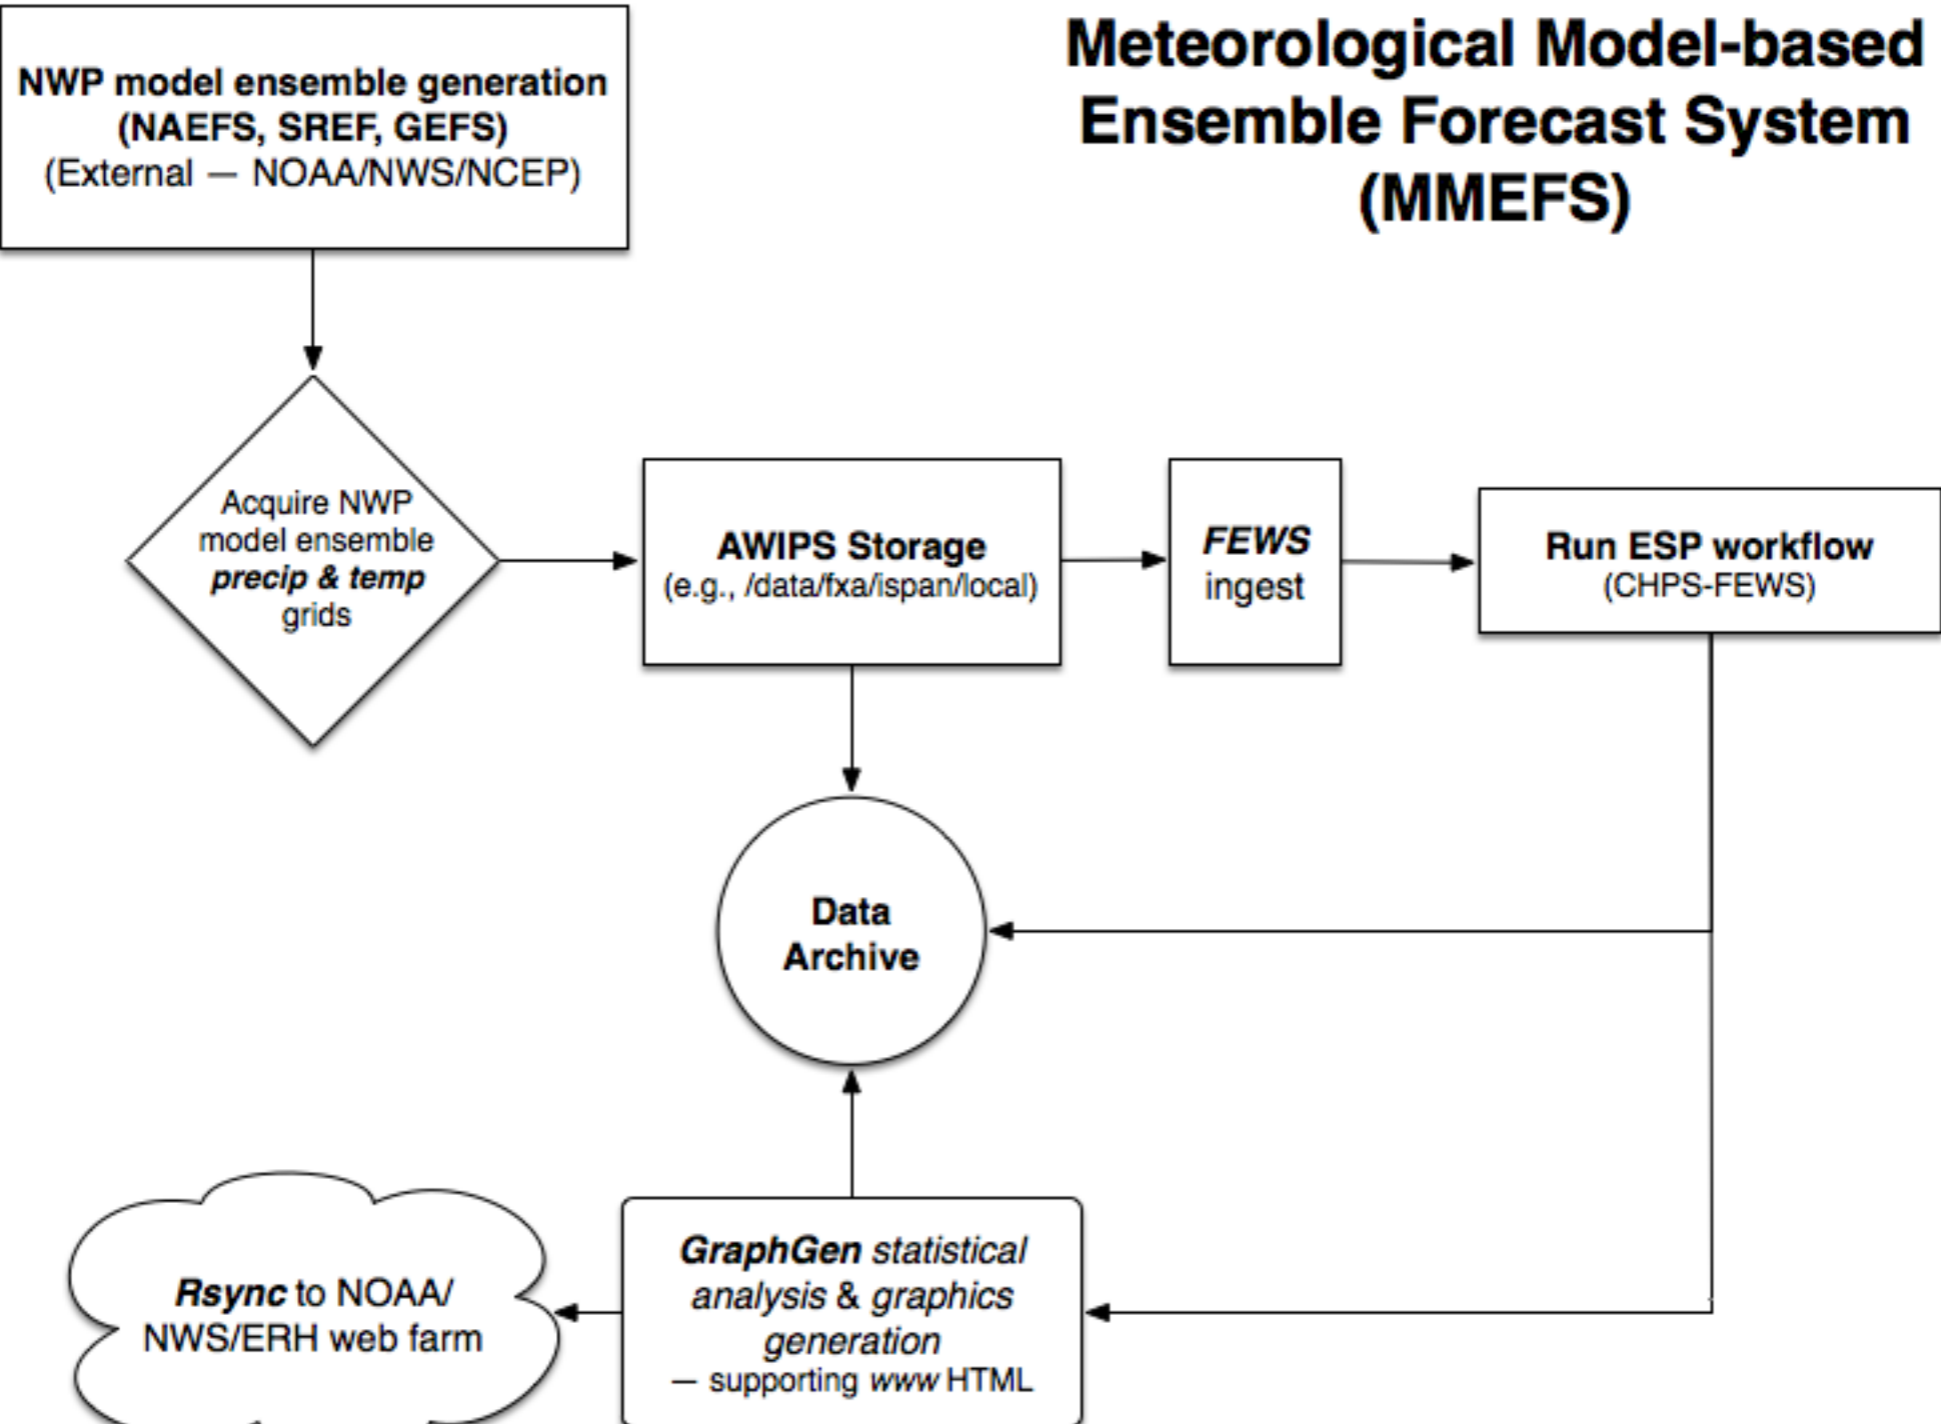 Meteorological Model-based
Ensemble Forecast System
(MMEFS)
NWP model ensemble generation
(NAEFS, SREF, GEFS)
(External — NOAA/NWS/NCEP)
Acquire NWP
model ensemble
precip & temp
grids
AWIPS Storage
(e.g., /data/fxa/ispan/local)
FEWS
ingest
Run ESP workflow
(CHPS-FEWS)
Data
Archive
GraphGen statistical
analysis & graphics
generation
— supporting www HTML
Rsync to NOAA/
NWS/ERH web farm